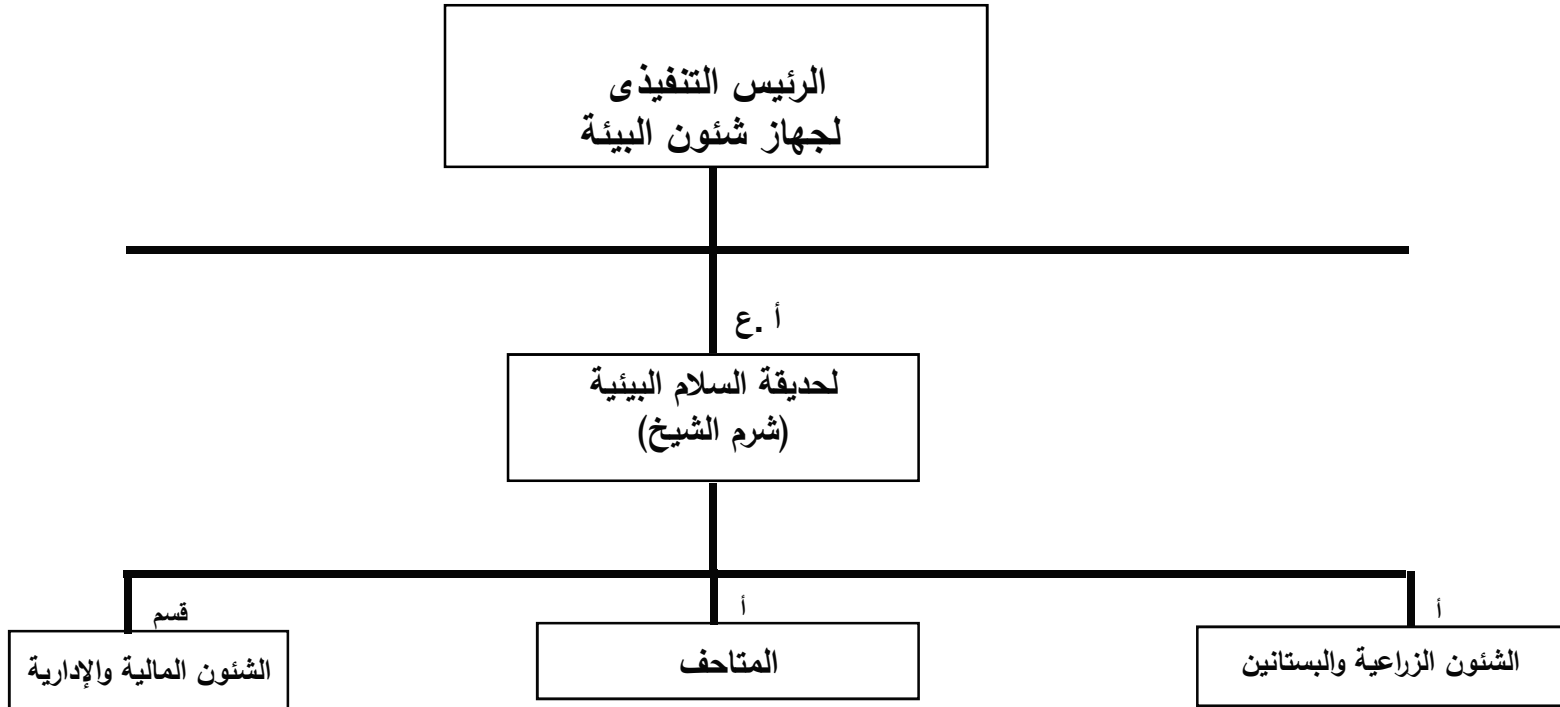 الرئيس التنفيذى
لجهاز شئون البيئة
أ .ع
لحديقة السلام البيئية
(شرم الشيخ)
أ
الشئون الزراعية والبستانين
أ
المتاحف
قسم
الشئون المالية والإدارية